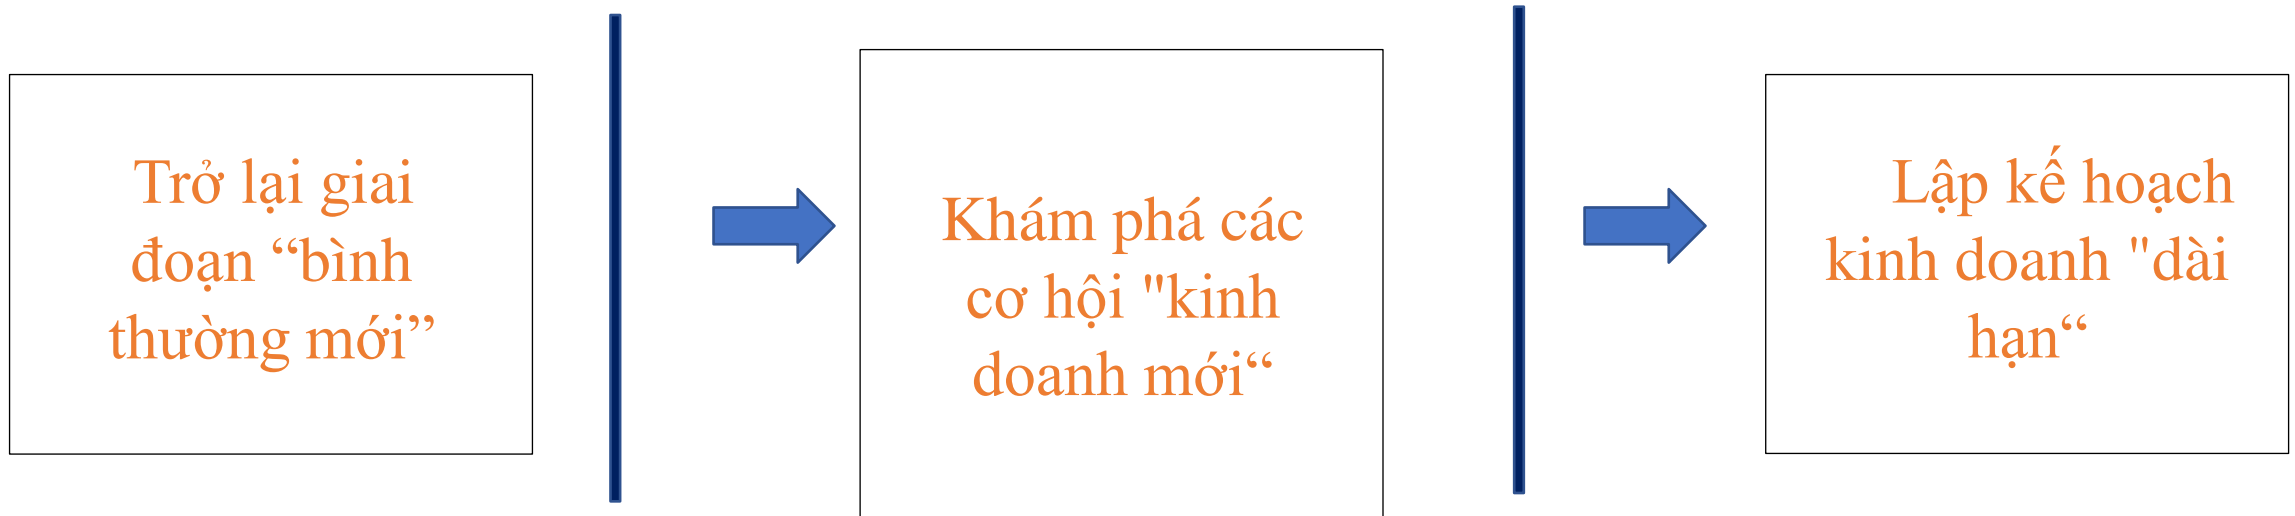 Trở lại giai
đoạn “bình
thường mới”
Khám phá các
cơ hội "kinh
doanh mới“
Lập kế hoạch
kinh doanh "dài
hạn“